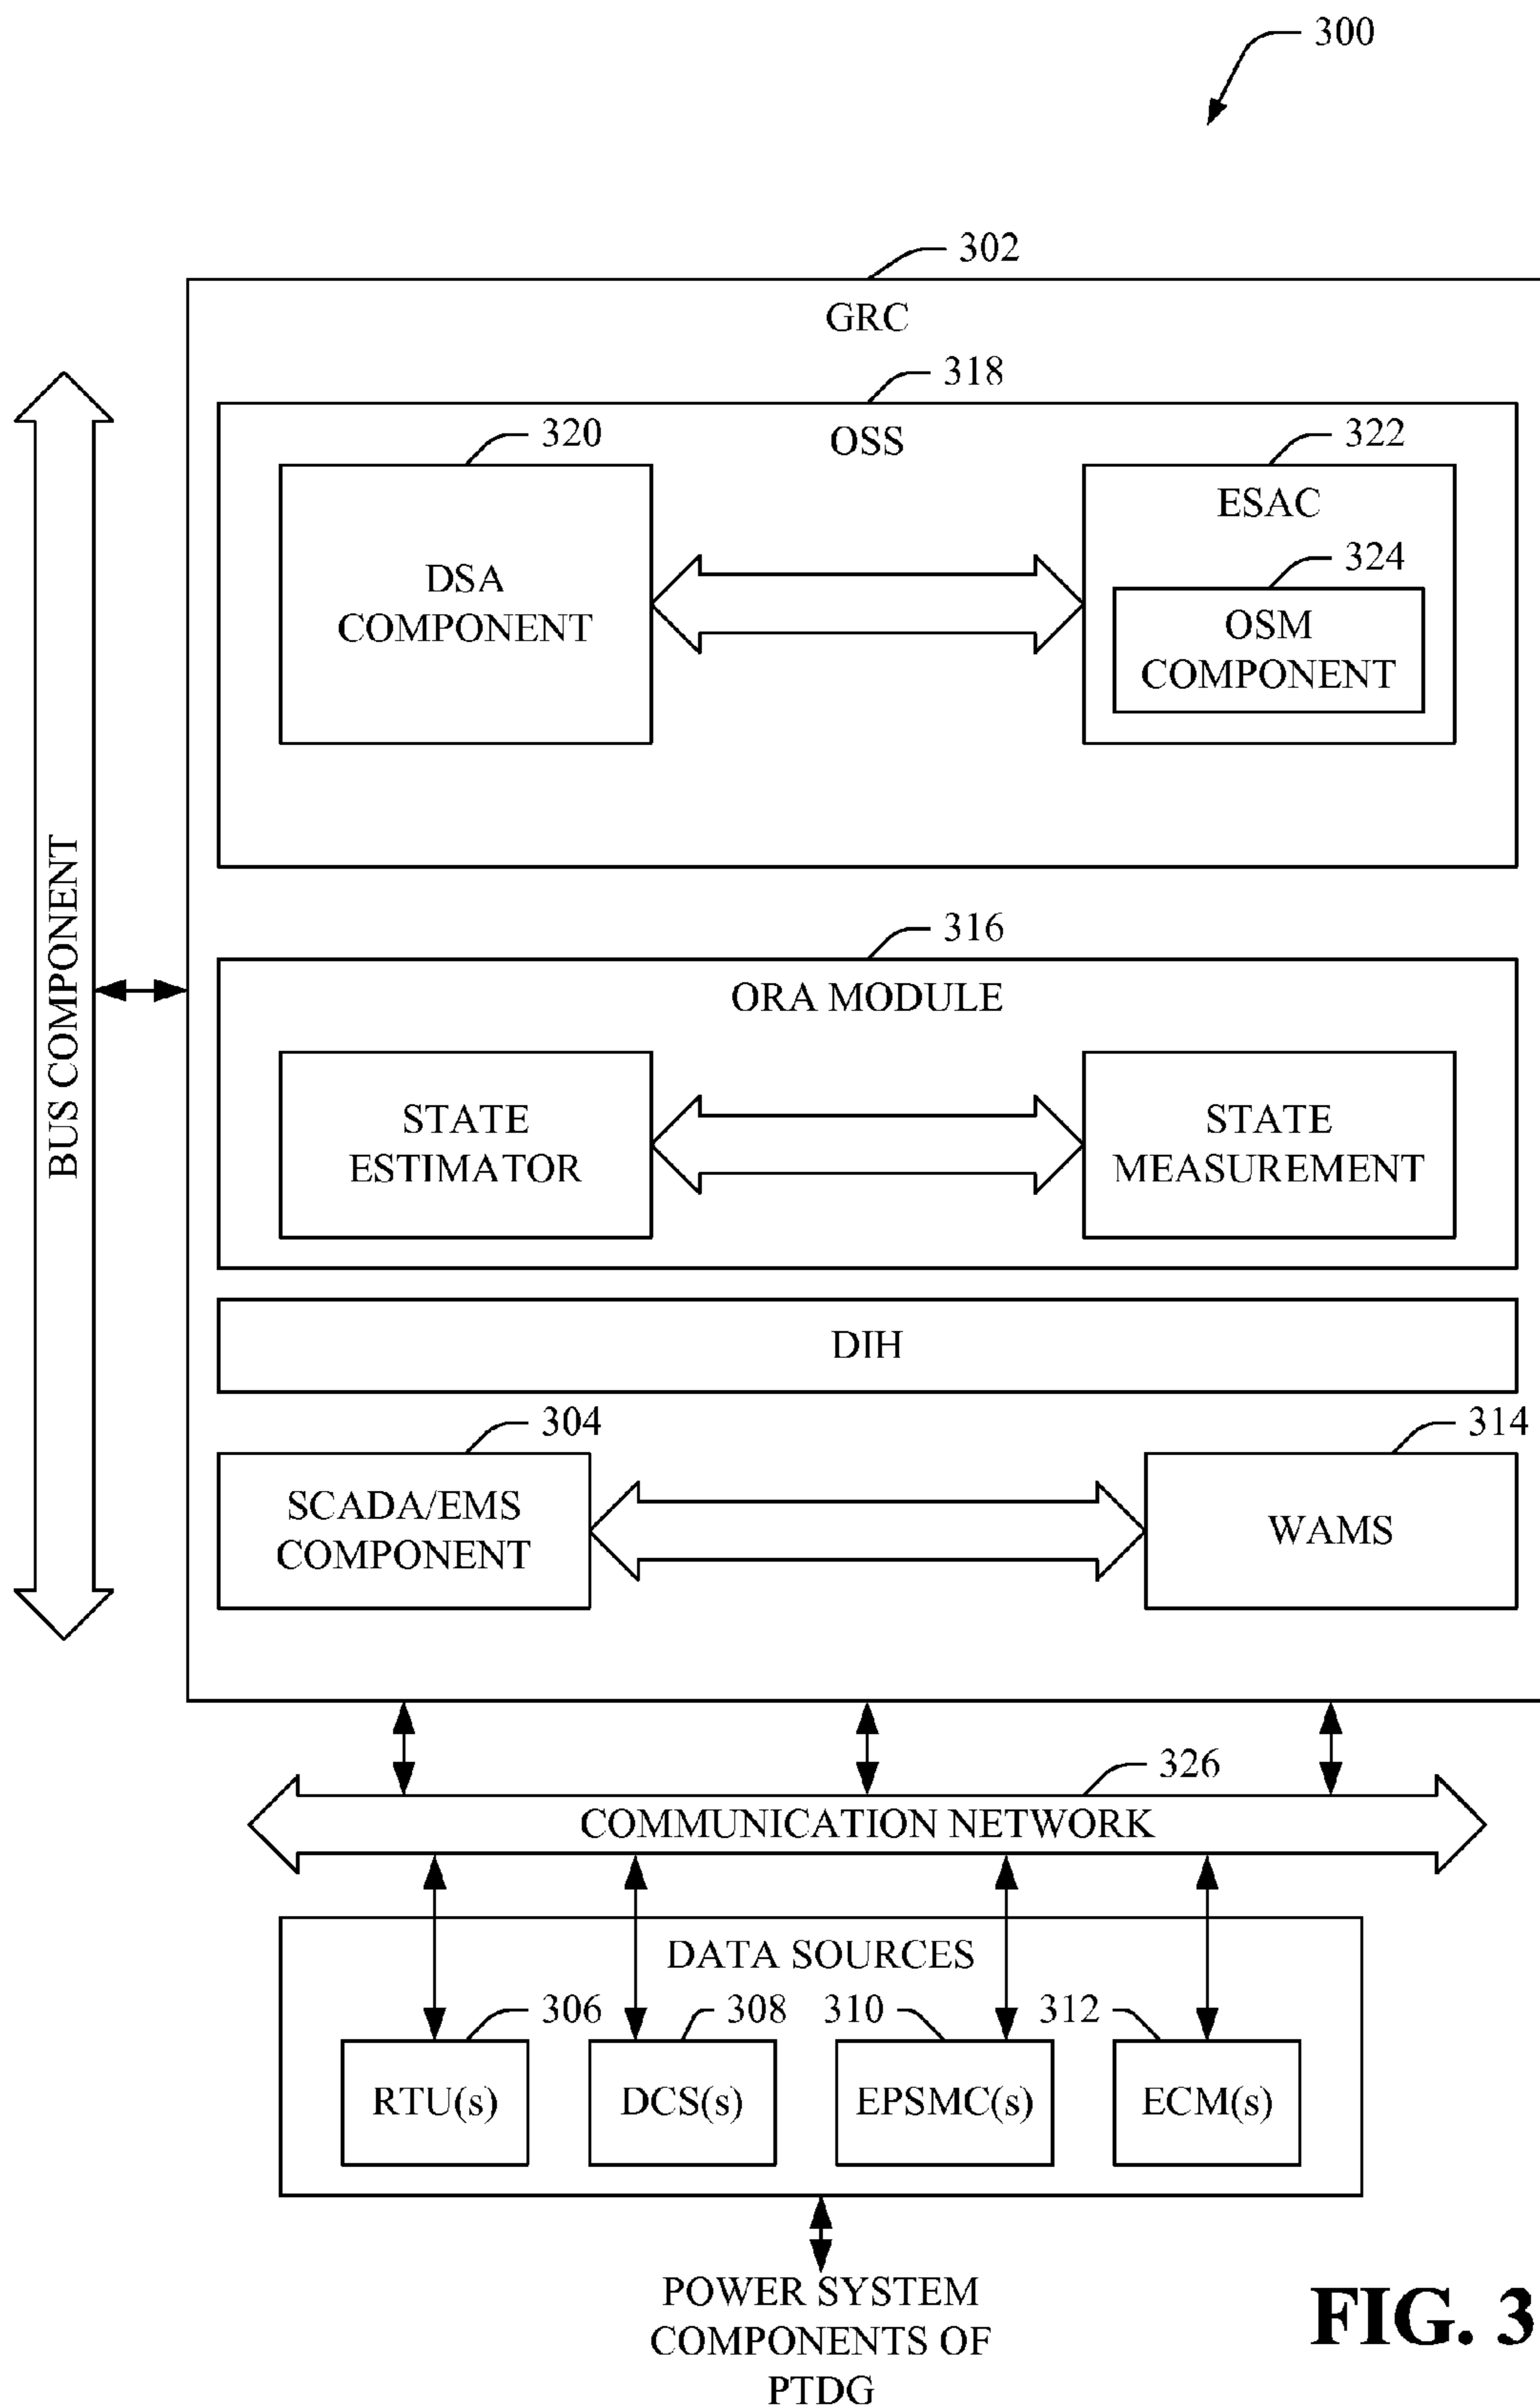 300
302
GRC
318
OSS
320
322
ESAC
DSA
COMPONENT
324
OSM
COMPONENT
BUS COMPONENT
316
ORA MODULE
STATE
ESTIMATOR
STATE
MEASUREMENT
DIH
304
314
SCADA/EMS
COMPONENT
WAMS
326
COMMUNICATION NETWORK
DATA SOURCES
306
308
310
312
RTU(s)
DCS(s)
EPSMC(s)
ECM(s)
POWER SYSTEM
COMPONENTS OF
PTDG
FIG. 3